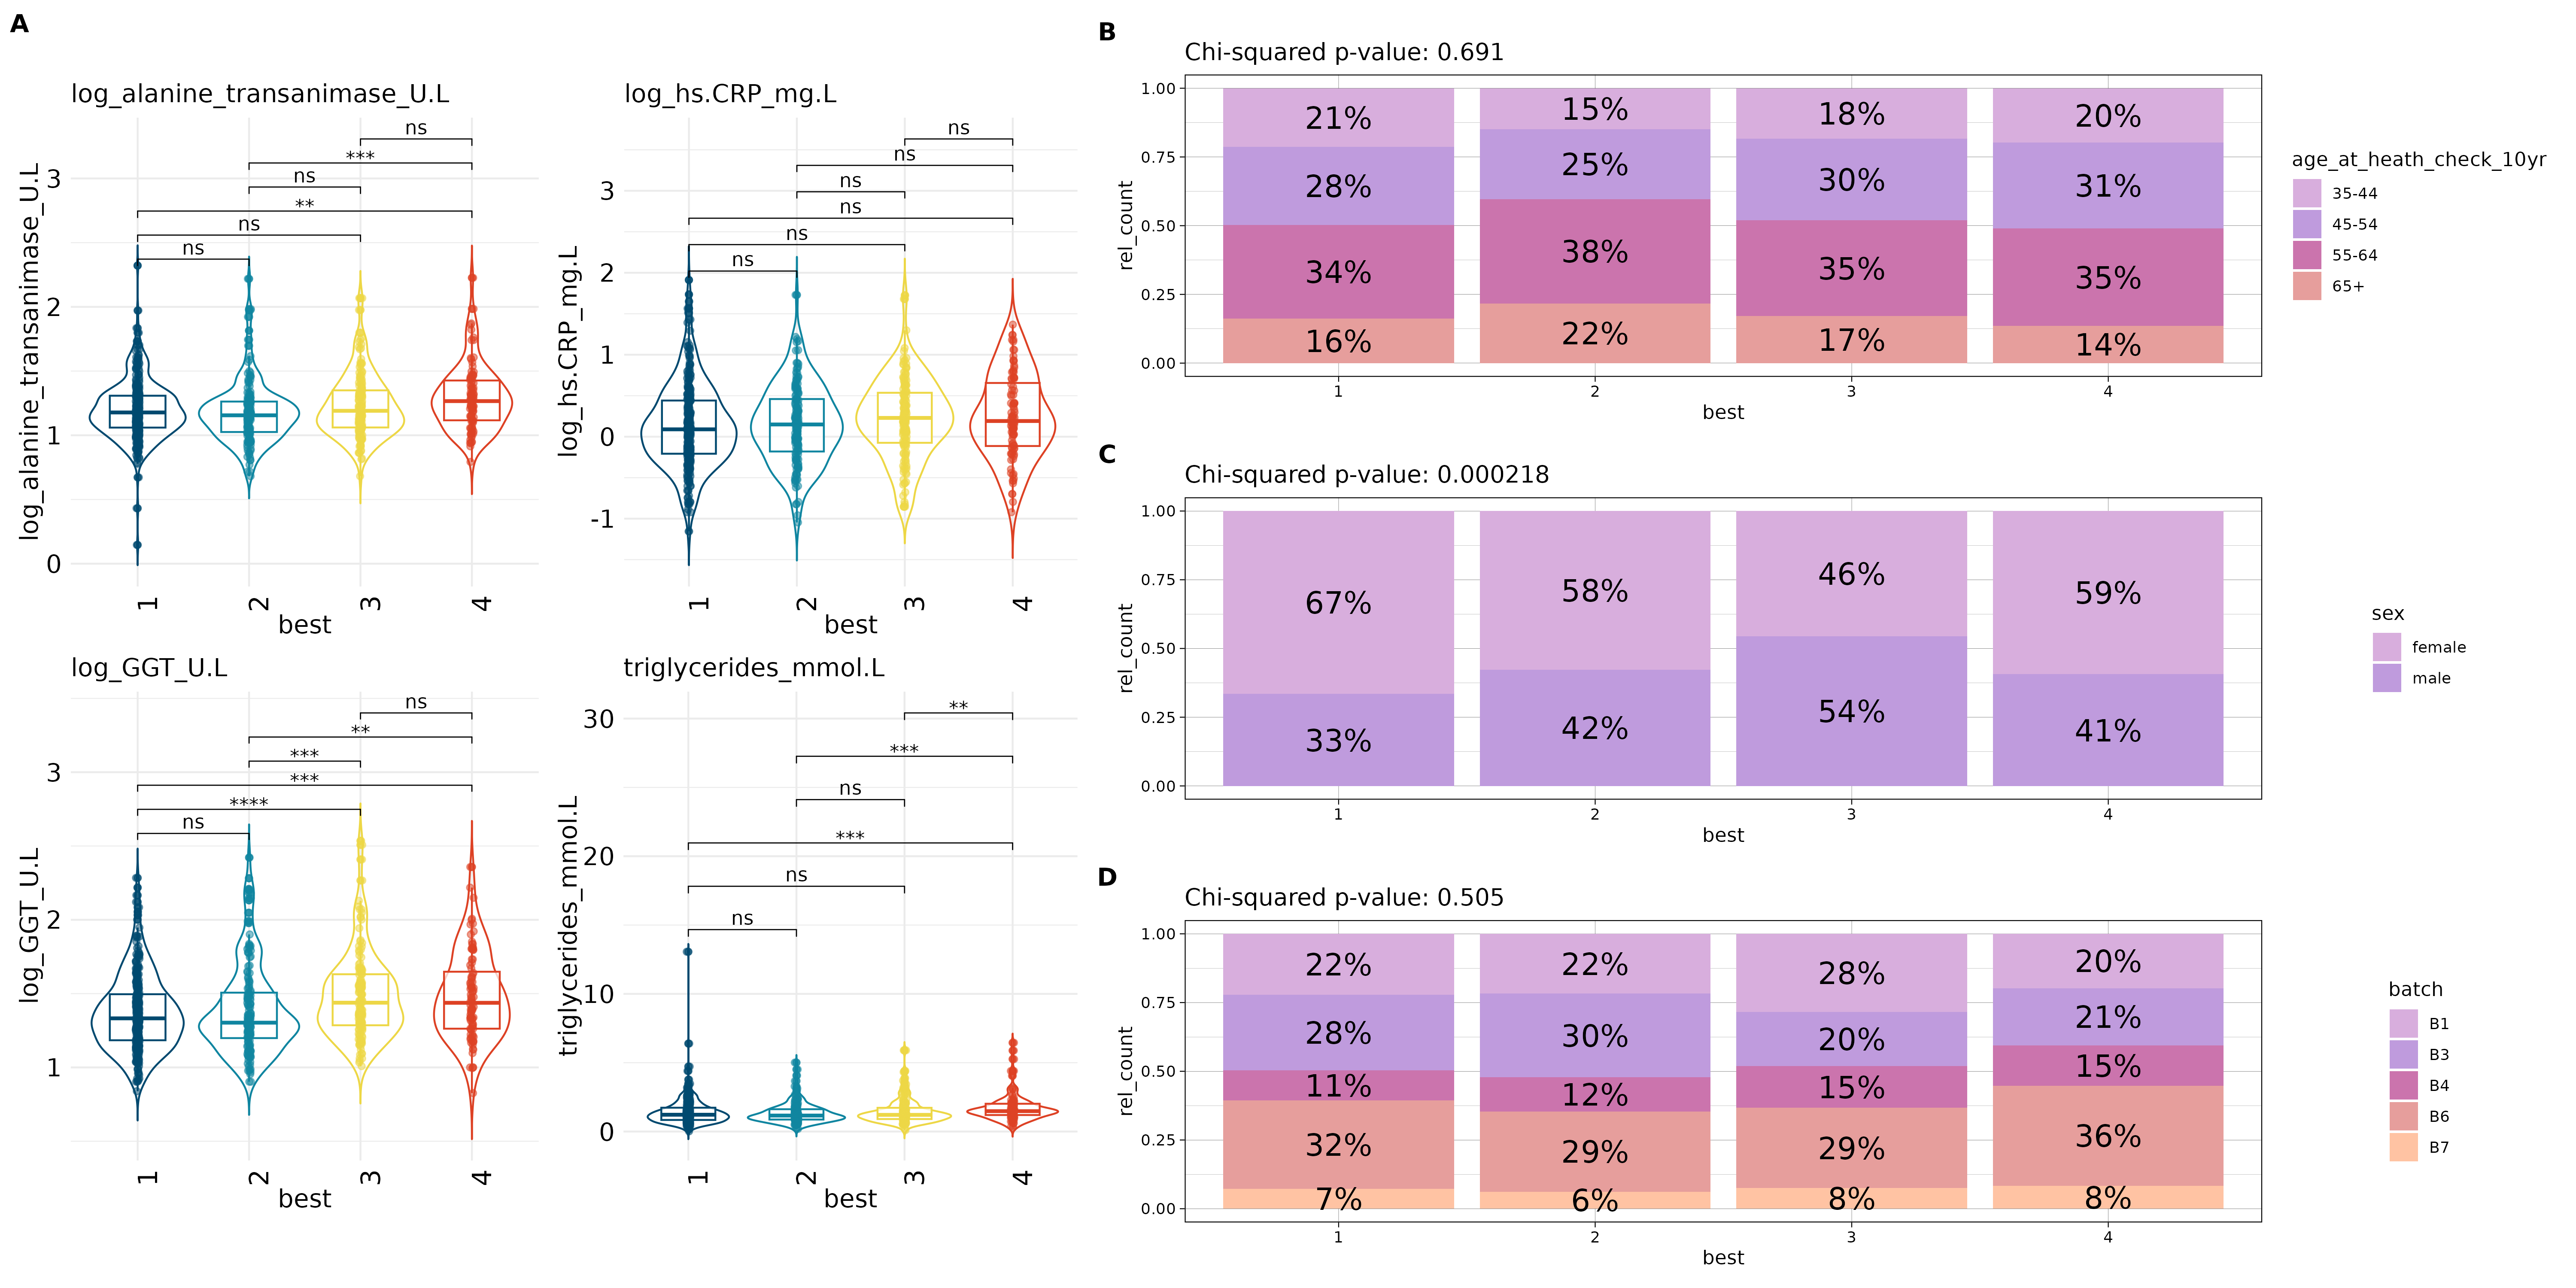 A
log_alanine_transanimase_U.L
log_alanine_transanimase_U.L
3
2
1
0
ns
***
ns
**
ns
ns
1 2 3 4
best
log_hs.CRP_mg.L
log_hs.CRP_mg.L
3
2
1
0
-1
ns
ns
ns
ns
ns
ns
1 2 3 4
best
log_GGT_U.L
log_GGT_U.L
3
2
1
ns
**
***
***
****
ns
1 2 3 4
best
triglycerides_mmol.L
triglycerides_mmol.L
30
20
10
0
**
***
ns
***
ns
ns
1 2 3 4
best
B
Chi-squared p-value: 0.691
rel_count
1.00
0.75
0.50
0.25
0.00
21% 15% 18% 20%
28% 25% 30% 31%
34% 38% 35% 35%
16% 22% 17% 14%
1 2 3 4
best
age_at_heath_check_10yr
35-44
45-54
55-64
65+
C
Chi-squared p-value: 0.000218
rel_count
1.00
0.75
0.50
0.25
0.00
67% 58% 46% 59%
33% 42% 54% 41%
1 2 3 4
best
sex
female
male
D
Chi-squared p-value: 0.505
rel_count
1.00
0.75
0.50
0.25
0.00
22% 22% 28% 20%
28% 30% 20% 21%
11% 12% 15% 15%
32% 29% 29% 36%
7% 6% 8% 8%
1 2 3 4
best
batch
B1
B3
B4
B6
B7